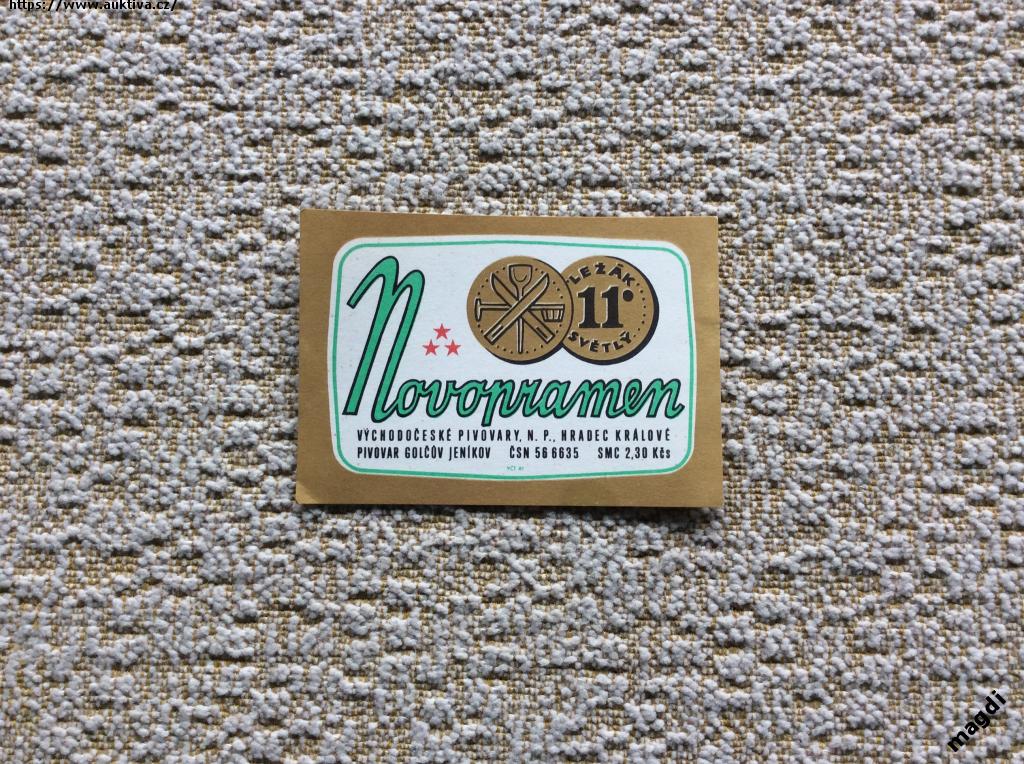 https://www.auktiva.cz/
LEŽÁK
11°
SVĚTLÝ
Novopramen
VÝCHODOČESKÉ PIVOVARY, N. P., HRADEC KRÁLOVÉ
PIVOVAR GOLČŮV JENÍKOV ČSN 56 6635 SMC 2,30 Kčs
magdi